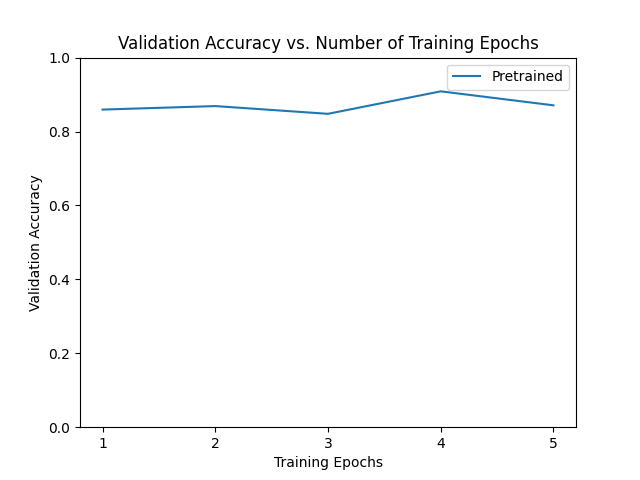 Validation Accuracy vs. Number of Training Epochs
Pretrained
1.0
0.8
0.6
0.4
0.2
0.0
Validation Accuracy
1 2 3 4 5
Training Epochs